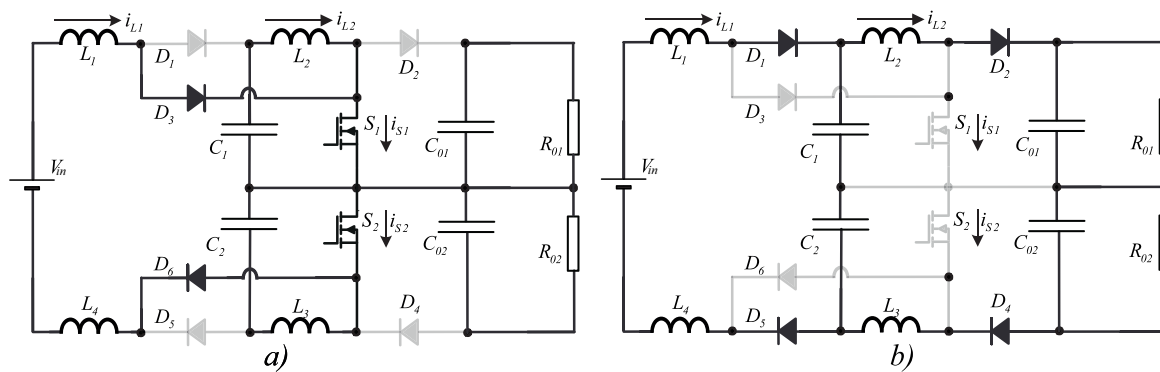 i_L1 i_L2
L_1 D_1 L_2 D_2
D_3
S_1 i_S1
C_1 C_01 R_01
V_in
S_2 i_S2
C_2 C_02 R_02
D_6
L_4 D_5 L_3 D_4
a)
i_L1 i_L2
L_1 D_1 L_2 D_2
D_3
S_1 i_S1
C_1 C_01 R_01
V_in
S_2 i_S2
C_2 C_02 R_02
D_6
L_4 D_5 L_3 D_4
b)